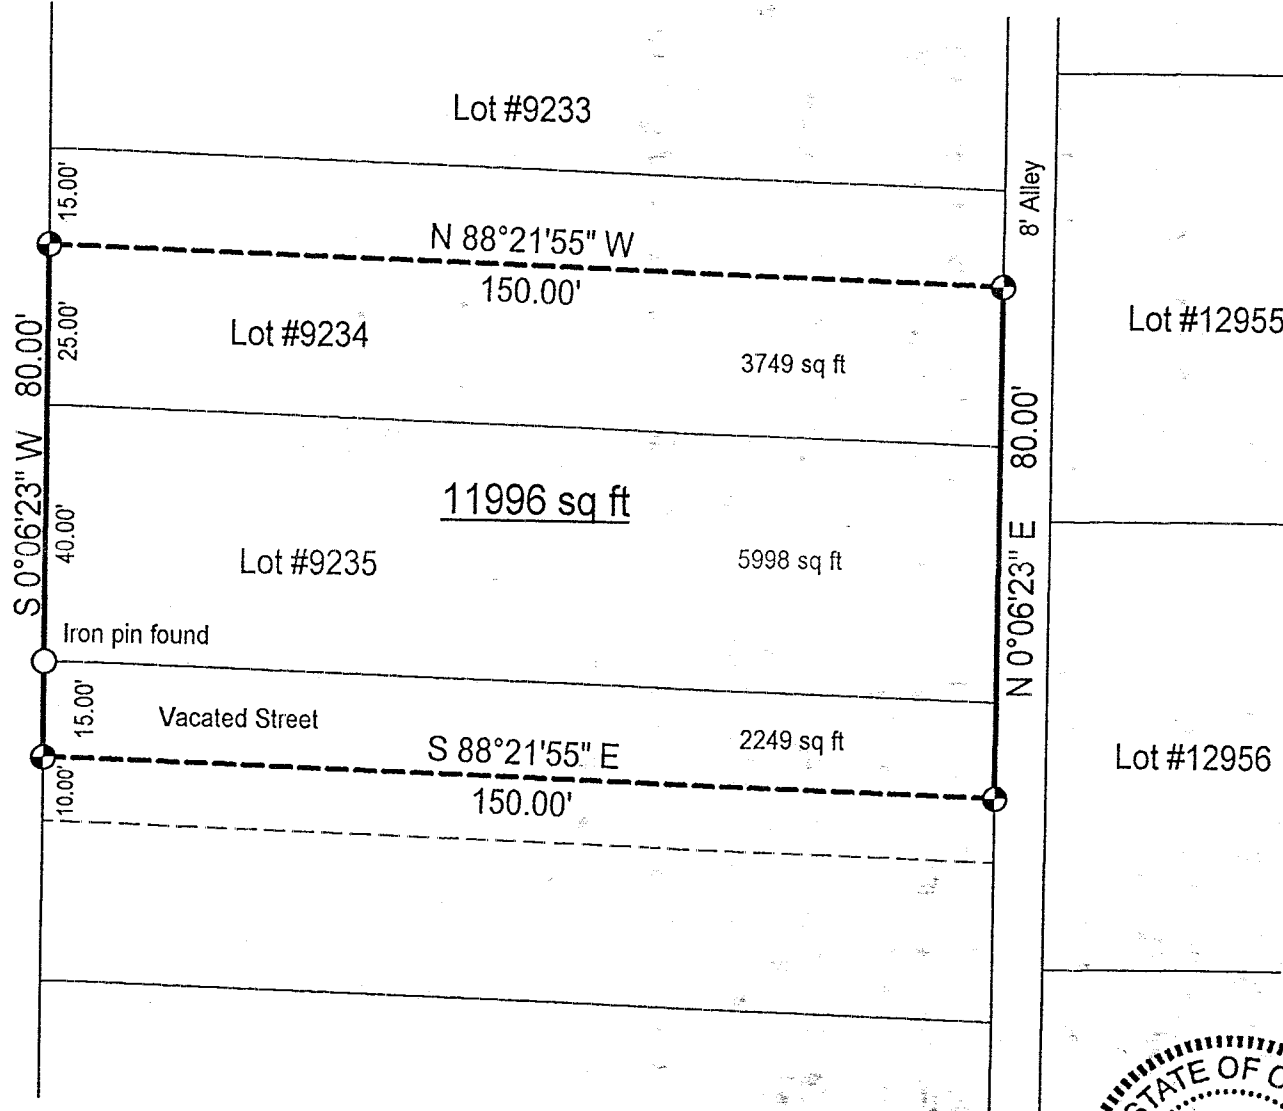 Lot #9233
15.00'
8' Alley
N 88°21'55" W
150.00'
Lot #9234
25.00'
S 0°06'23" W 80.00'
3749 sq ft
Lot #12955
N 0°06'23" E 80.00'
11996 sq ft
40.00'
Lot #9235
5998 sq ft
Iron pin found
15.00'
Vacated Street
2249 sq ft
S 88°21'55" E
150.00'
10.00'
Lot #12956
STATE OF